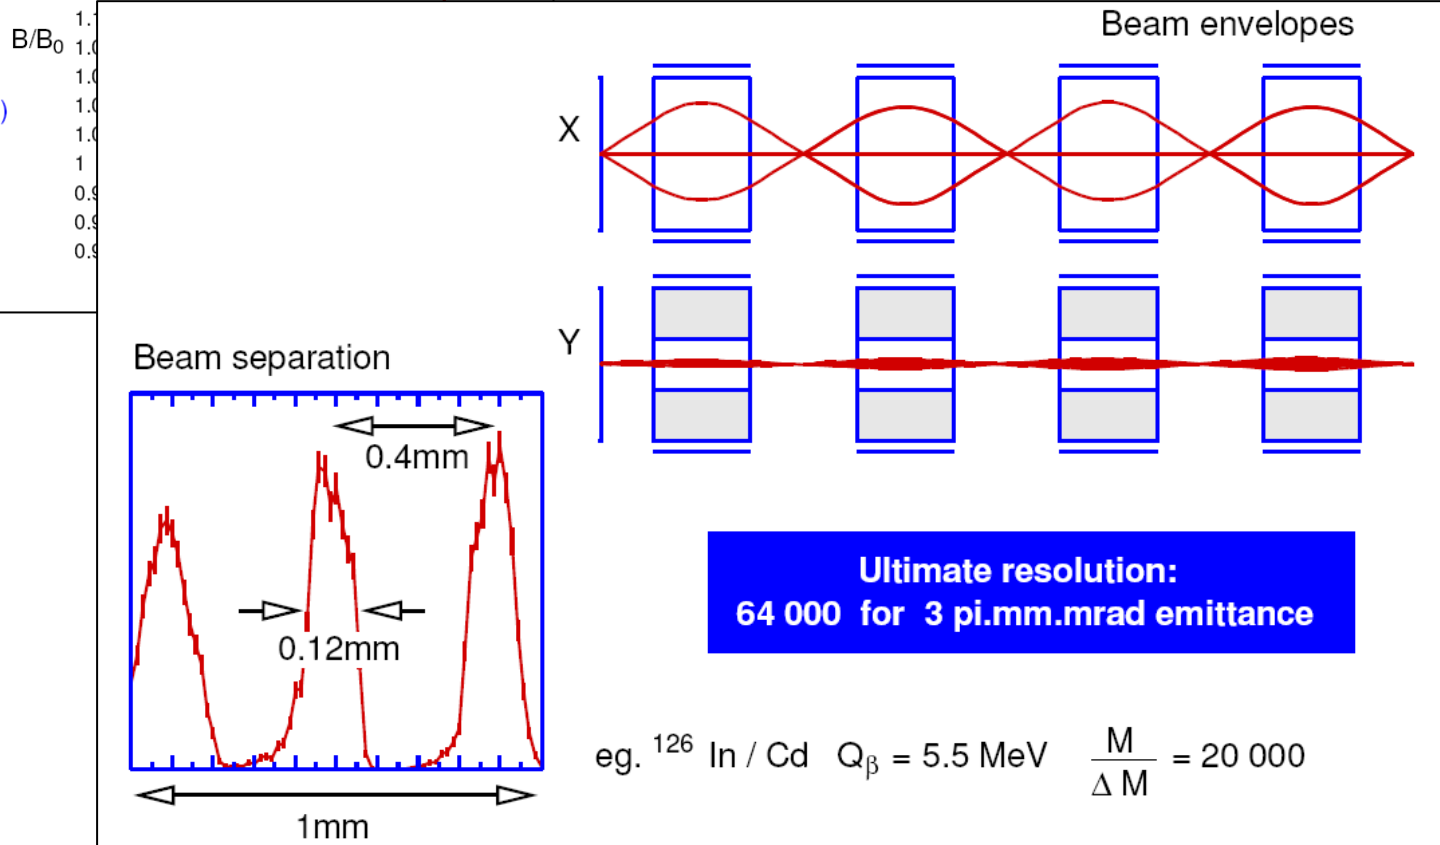 B/B0
1
)
Beam envelopes
X
Y
Beam separation
0.4mm
0.12mm
1mm
Ultimate resolution:
64 000 for 3 pi.mm.mrad emittance
eg. 126 In / Cd Qβ = 5.5 MeV M / Δ M = 20 000